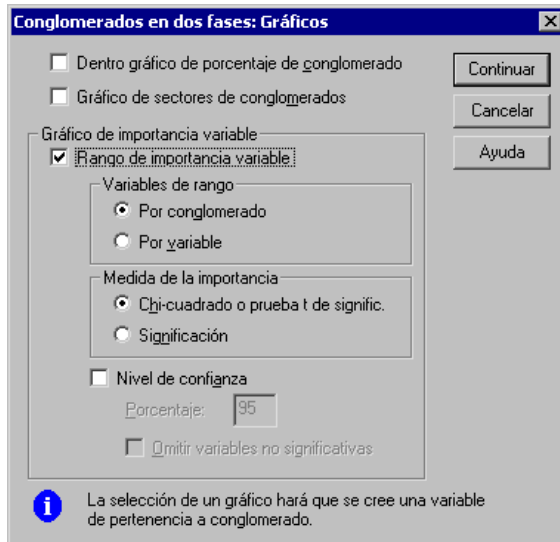 Conglomerados en dos fases: Gráficos
Dentro gráfico de porcentaje de conglomerado
Gráfico de sectores de conglomerados
Gráfico de importancia variable
Rango de importancia variable
Variables de rango
Por conglomerado
Por variable
Medida de la importancia
Chi-cuadrado o prueba t de signific.
Significación
Nivel de confianza
Porcentaje: 95
Omitir variables no significativas
Continuar
Cancelar
Ayuda
La selección de un gráfico hará que se cree una variable
de pertenencia a conglomerado.